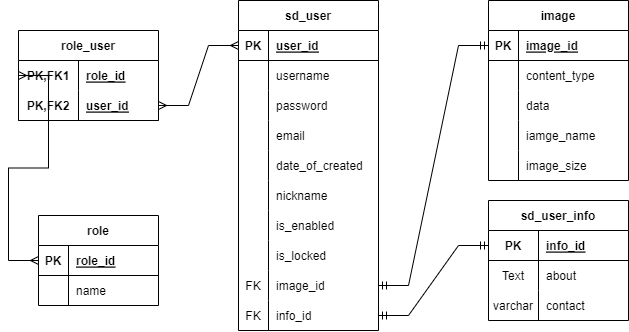 role_user
PK,FK1 role_id
PK,FK2 user_id
role
PK role_id
name
sd_user
PK user_id
username
password
email
date_of_created
nickname
is_enabled
is_locked
FK image_id
FK info_id
image
PK image_id
content_type
data
iamge_name
image_size
sd_user_info
PK info_id
Text about
varchar contact